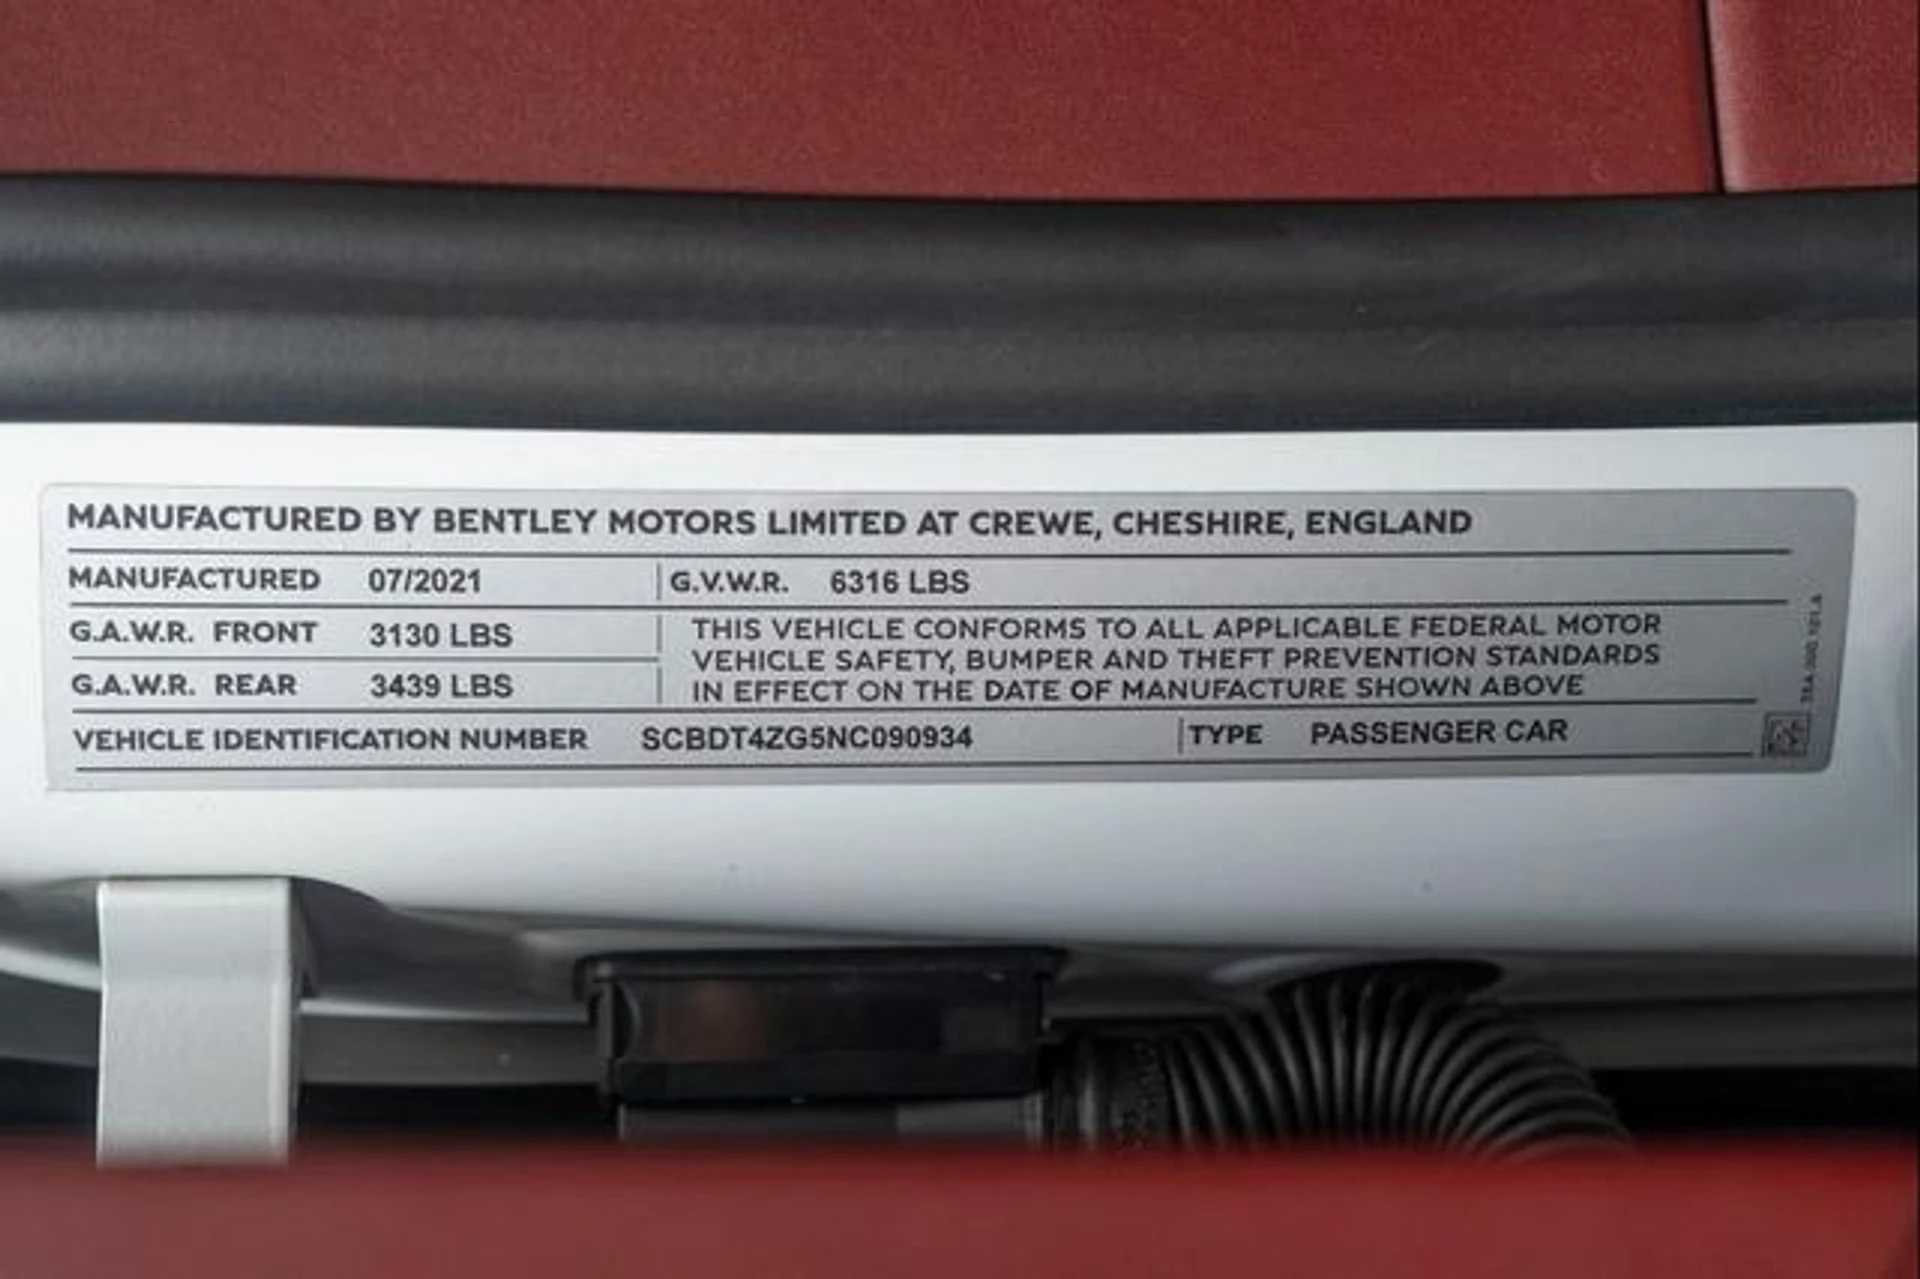 MANUFACTURED BY BENTLEY MOTORS LIMITED AT CREWE, CHESHIRE, ENGLAND
MANUFACTURED 07/2021 G.V.W.R. 6316 LBS
G.A.W.R. FRONT 3130 LBS
G.A.W.R. REAR 3439 LBS
THIS VEHICLE CONFORMS TO ALL APPLICABLE FEDERAL MOTOR
VEHICLE SAFETY, BUMPER AND THEFT PREVENTION STANDARDS
IN EFFECT ON THE DATE OF MANUFACTURE SHOWN ABOVE
VEHICLE IDENTIFICATION NUMBER SCBDT4ZG5NC090934 TYPE PASSENGER CAR